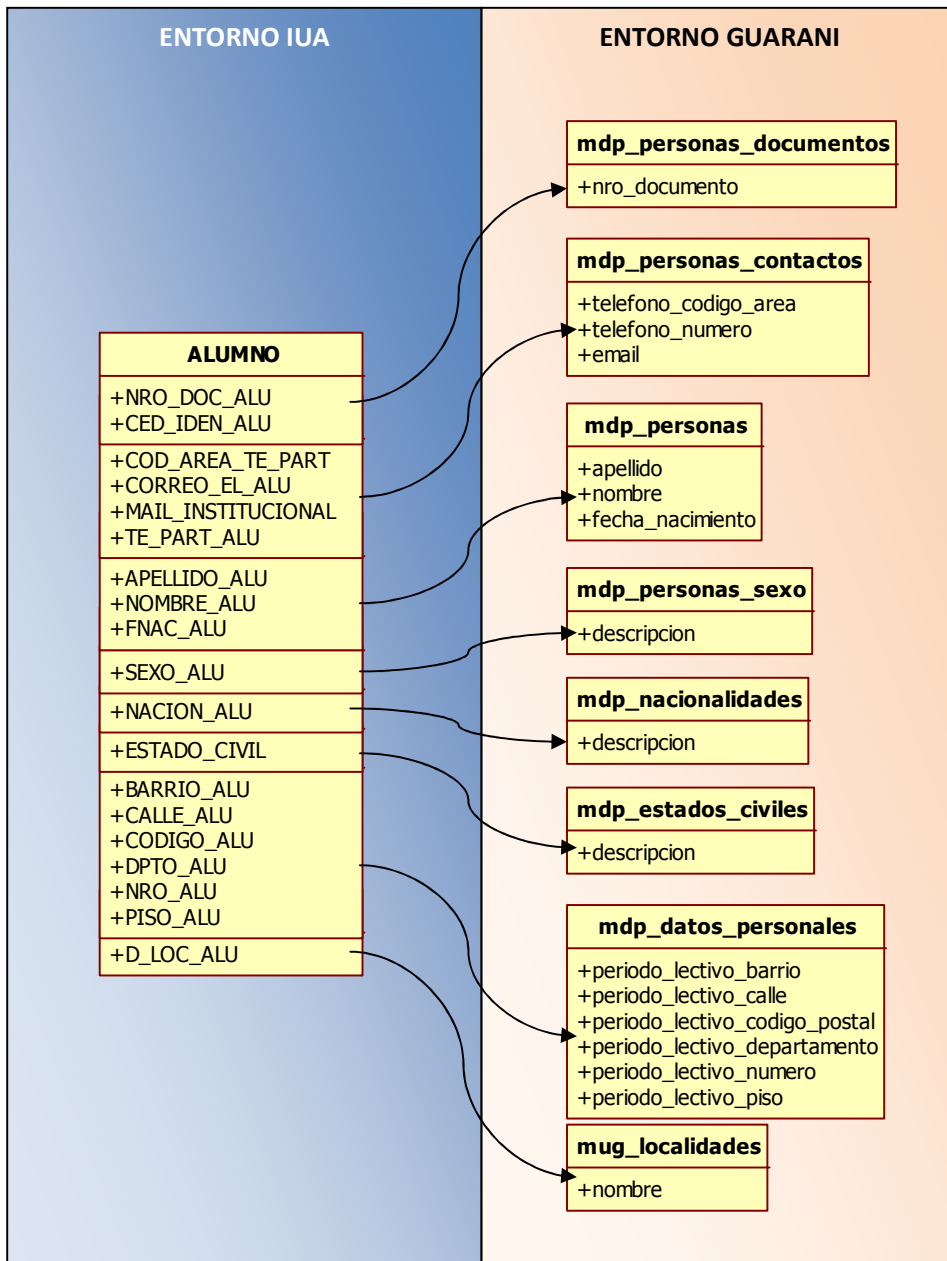 ENTORNO IUA
ENTORNO GUARANI
ALUMNO
+NRO_DOC_ALU
+CED_IDEN_ALU
+COD_AREA_TE_PART
+CORREO_EL_ALU
+MAIL_INSTITUCIONAL
+TE_PART_ALU
+APELLIDO_ALU
+NOMBRE_ALU
+FNAC_ALU
+SEXO_ALU
+NACION_ALU
+ESTADO_CIVIL
+BARRIO_ALU
+CALLE_ALU
+CODIGO_ALU
+DPTO_ALU
+NRO_ALU
+PISO_ALU
+D_LOC_ALU
mdp_personas_documentos
+nro_documento
mdp_personas_contactos
+telefono_codigo_area
+telefono_numero
+email
mdp_personas
+apellido
+nombre
+fecha_nacimiento
mdp_personas_sexo
+descripcion
mdp_nacionalidades
+descripcion
mdp_estados_civiles
+descripcion
mdp_datos_personales
+periodo_lectivo_barrio
+periodo_lectivo_calle
+periodo_lectivo_codigo_postal
+periodo_lectivo_departamento
+periodo_lectivo_numero
+periodo_lectivo_piso
mug_localidades
+nombre